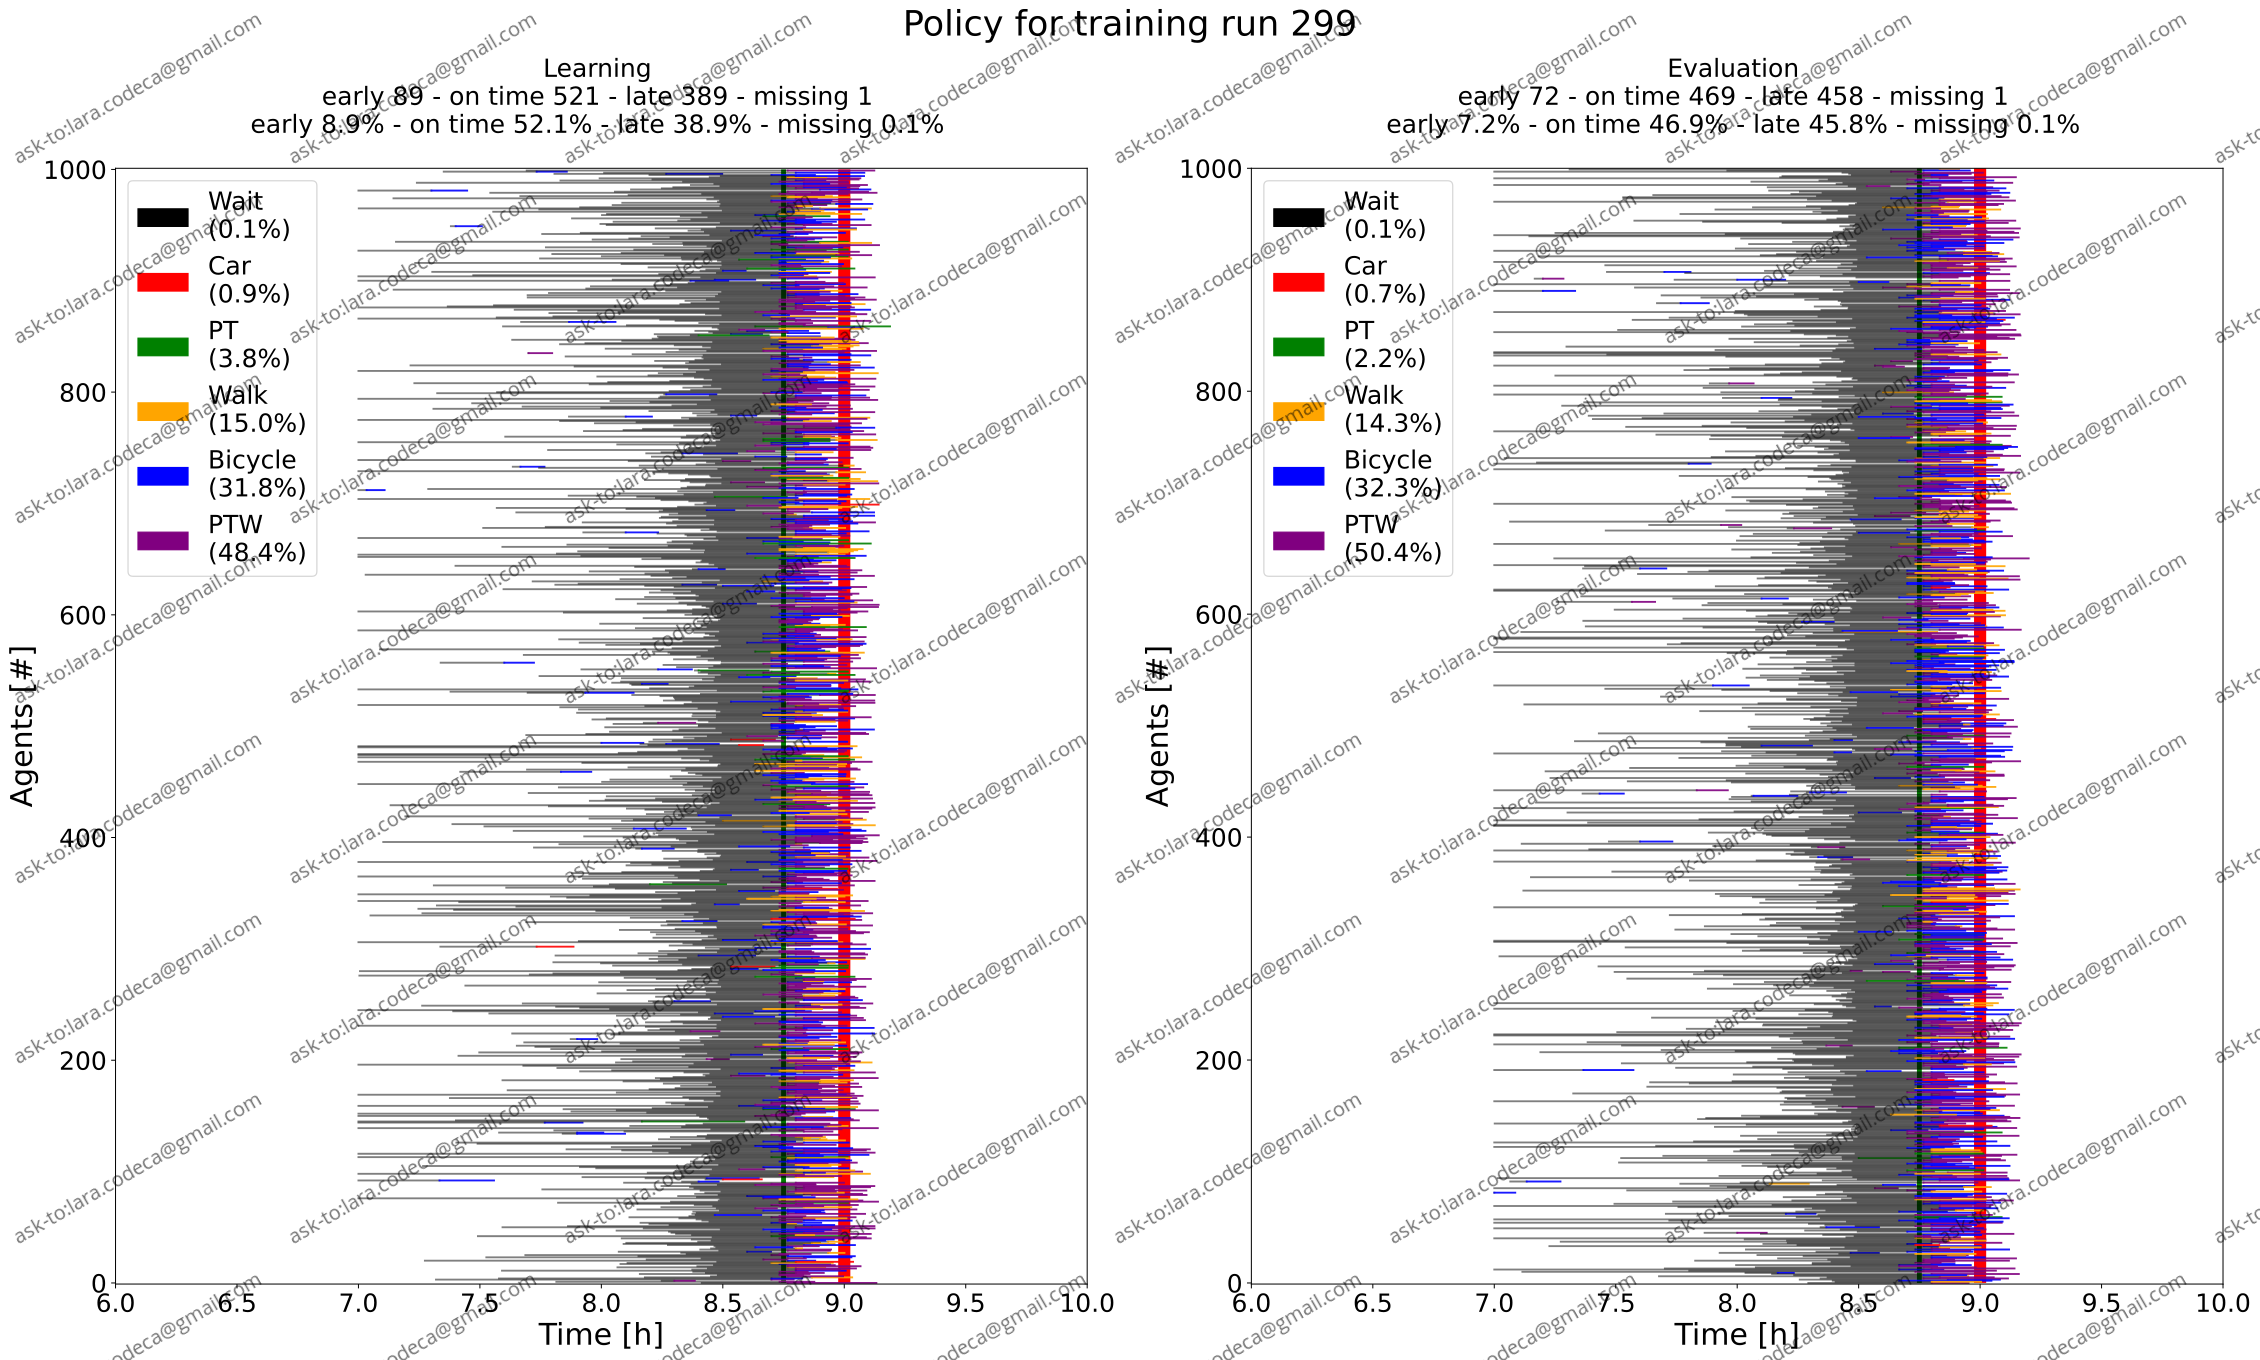 Policy for training run 299
Learning
early 89 - on time 521 - late 389 - missing 1
early 8.9% - on time 52.1% - late 38.9% - missing 0.1%
Evaluation
early 72 - on time 469 - late 458 - missing 1
early 7.2% - on time 46.9% - late 45.8% - missing 0.1%
Agents [#]
1000
800
600
400
200
0
Wait
(0.1%)
Car
(0.9%)
PT
(3.8%)
Walk
(15.0%)
Bicycle
(31.8%)
PTW
(48.4%)
6.0 6.5 7.0 7.5 8.0 8.5 9.0 9.5 10.0
Time [h]
Agents [#]
1000
800
600
400
200
0
Wait
(0.1%)
Car
(0.7%)
PT
(2.2%)
Walk
(14.3%)
Bicycle
(32.3%)
PTW
(50.4%)
6.0 6.5 7.0 7.5 8.0 8.5 9.0 9.5 10.0
Time [h]
ask-to:lara.codeca@gmail.com